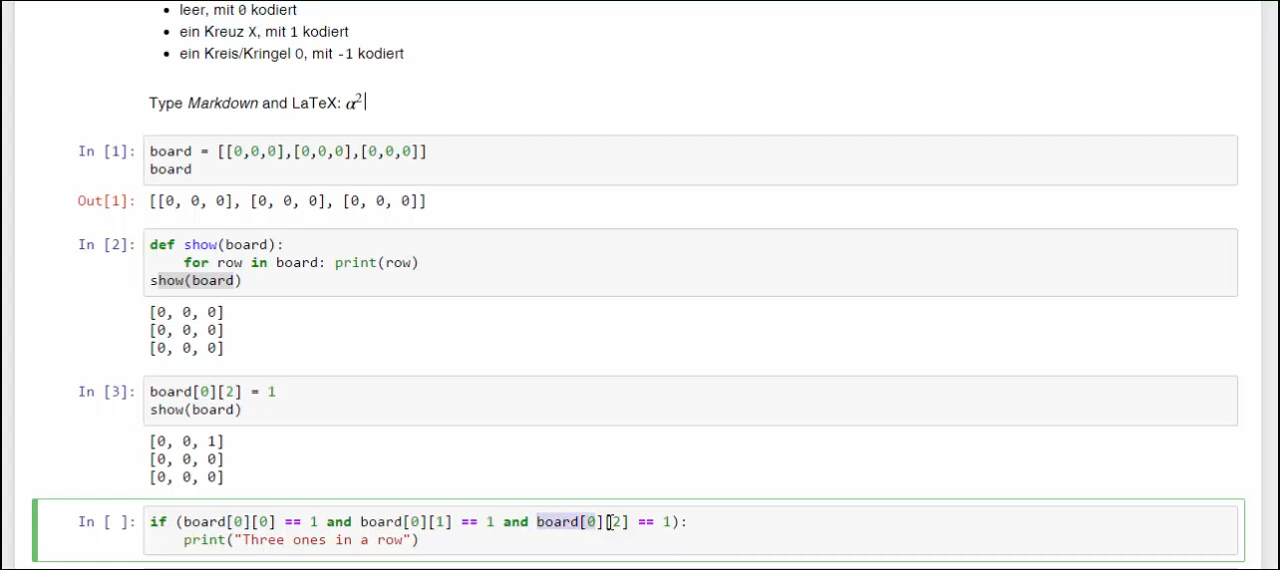 leer, mit 0 kodiert
ein Kreuz X, mit 1 kodiert
ein Kreis/Kringel O, mit -1 kodiert
Type Markdown and LaTeX: α²
In [1]: board = [[0,0,0],[0,0,0],[0,0,0]]
board
Out[1]: [[0, 0, 0], [0, 0, 0], [0, 0, 0]]
In [2]: def show(board):
for row in board: print(row)
show(board)
[0, 0, 0]
[0, 0, 0]
[0, 0, 0]
In [3]: board[0][2] = 1
show(board)
[0, 0, 1]
[0, 0, 0]
[0, 0, 0]
In [ ]: if (board[0][0] == 1 and board[0][1] == 1 and board[0][2] == 1):
print("Three ones in a row")